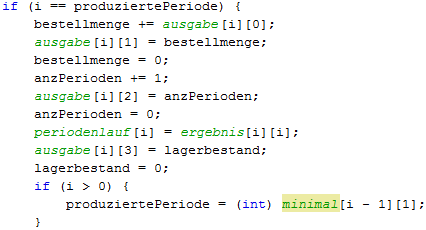 if (i == produziertePeriode) {
bestellmenge += ausgabe[i][0];
ausgabe[i][1] = bestellmenge;
bestellmenge = 0;
anzPerioden += 1;
ausgabe[i][2] = anzPerioden;
anzPerioden = 0;
periodenlauf[i] = ergebnis[i][i];
ausgabe[i][3] = lagerbestand;
lagerbestand = 0;
if (i > 0) {
produziertePeriode = (int) minimal[i - 1][1];
}